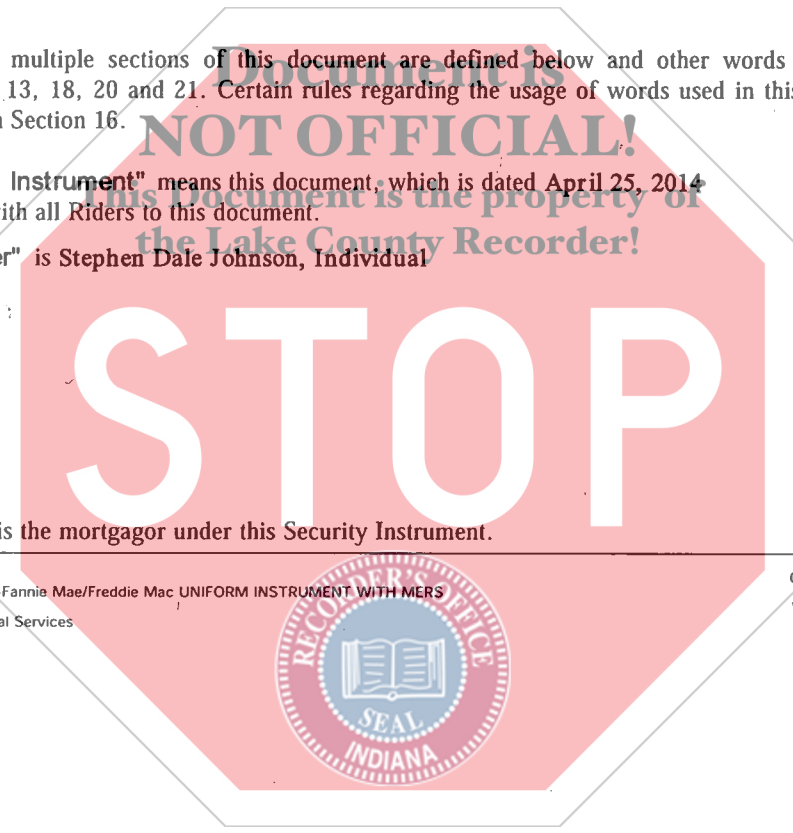 multiple sections of this document are defined below and other words
Document is
13, 18, 20 and 21. Certain rules regarding the usage of words used in this
Section 16.
NOT OFFICIAL!
Instrument" means this document, which is dated April 25, 2014
This Document is the property of
ith all Riders to this document.
the Lake County Recorder!
er" is Stephen Dale Johnson, Individual
STOP
is the mortgagor under this Security Instrument.
Fannie Mae/Freddie Mac UNIFORM INSTRUMENT WITH MERS
al Services
RECORDER'S OFFICE
SEAL
INDIANA